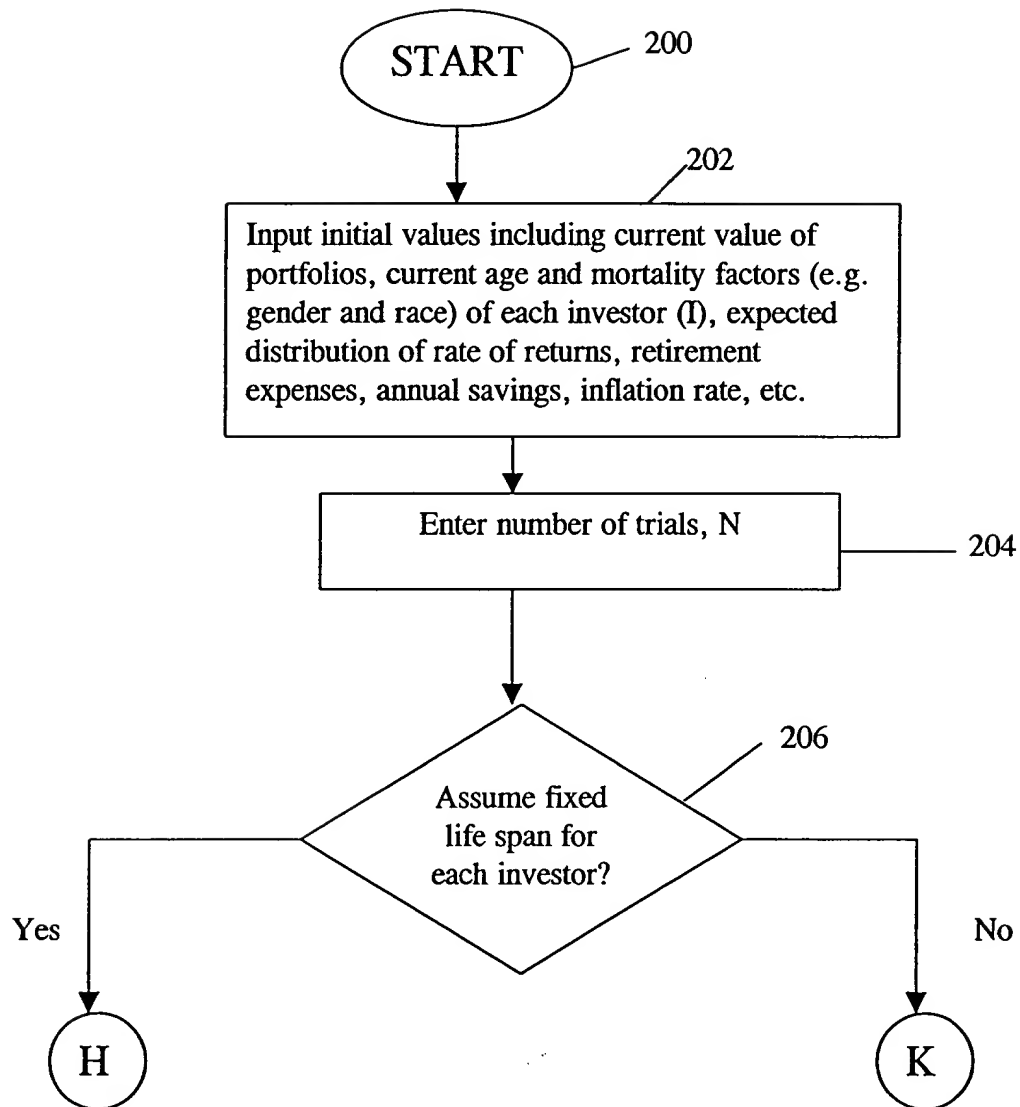 START
200
202
Input initial values including current value of
portfolios, current age and mortality factors (e.g.
gender and race) of each investor (I), expected
distribution of rate of returns, retirement
expenses, annual savings, inflation rate, etc.
Enter number of trials, N
204
206
Assume fixed
life span for
each investor?
Yes
No
H
K